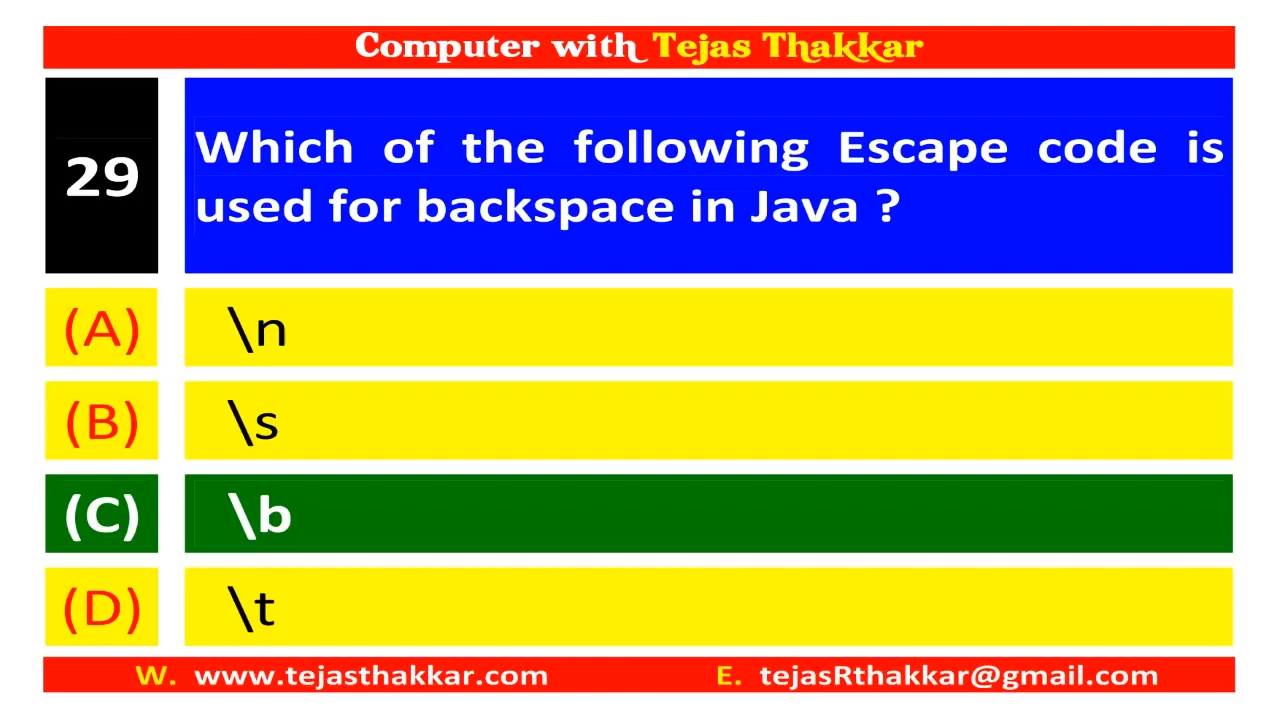 Computer with Tejas Thakkar
29
Which of the following Escape code is
used for backspace in Java ?
(A) \n
(B) \s
(C) \b
(D) \t
W. www.tejasthakkar.com E. tejasRthakkar@gmail.com